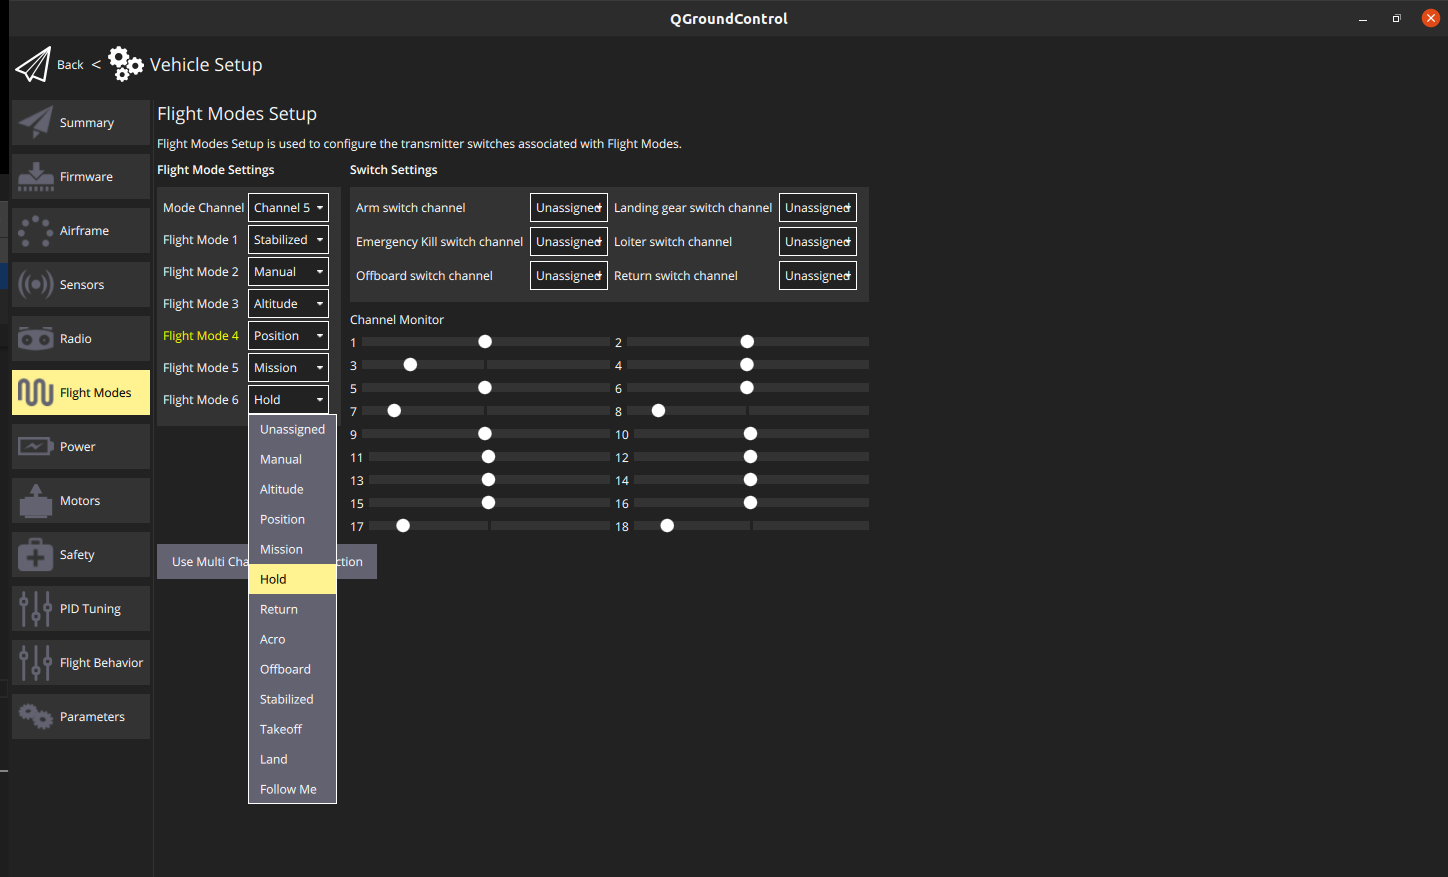 QGroundControl
Back < Vehicle Setup
Summary
Firmware
Airframe
Sensors
Radio
Flight Modes
Power
Motors
Safety
PID Tuning
Flight Behavior
Parameters
Flight Modes Setup
Flight Modes Setup is used to configure the transmitter switches associated with Flight Modes.
Flight Mode Settings
Mode Channel Channel 5
Flight Mode 1 Stabilized
Flight Mode 2 Manual
Flight Mode 3 Altitude
Flight Mode 4 Position
Flight Mode 5 Mission
Flight Mode 6 Hold
Unassigned
Manual
Altitude
Position
Mission
Hold
Return
Acro
Offboard
Stabilized
Takeoff
Land
Follow Me
Use Multi Cha ction
Switch Settings
Arm switch channel Unassigned Landing gear switch channel Unassigned
Emergency Kill switch channel Unassigned Loiter switch channel Unassigned
Offboard switch channel Unassigned Return switch channel Unassigned
Channel Monitor
1 2
3 4
5 6
7 8
9 10
11 12
13 14
15 16
17 18